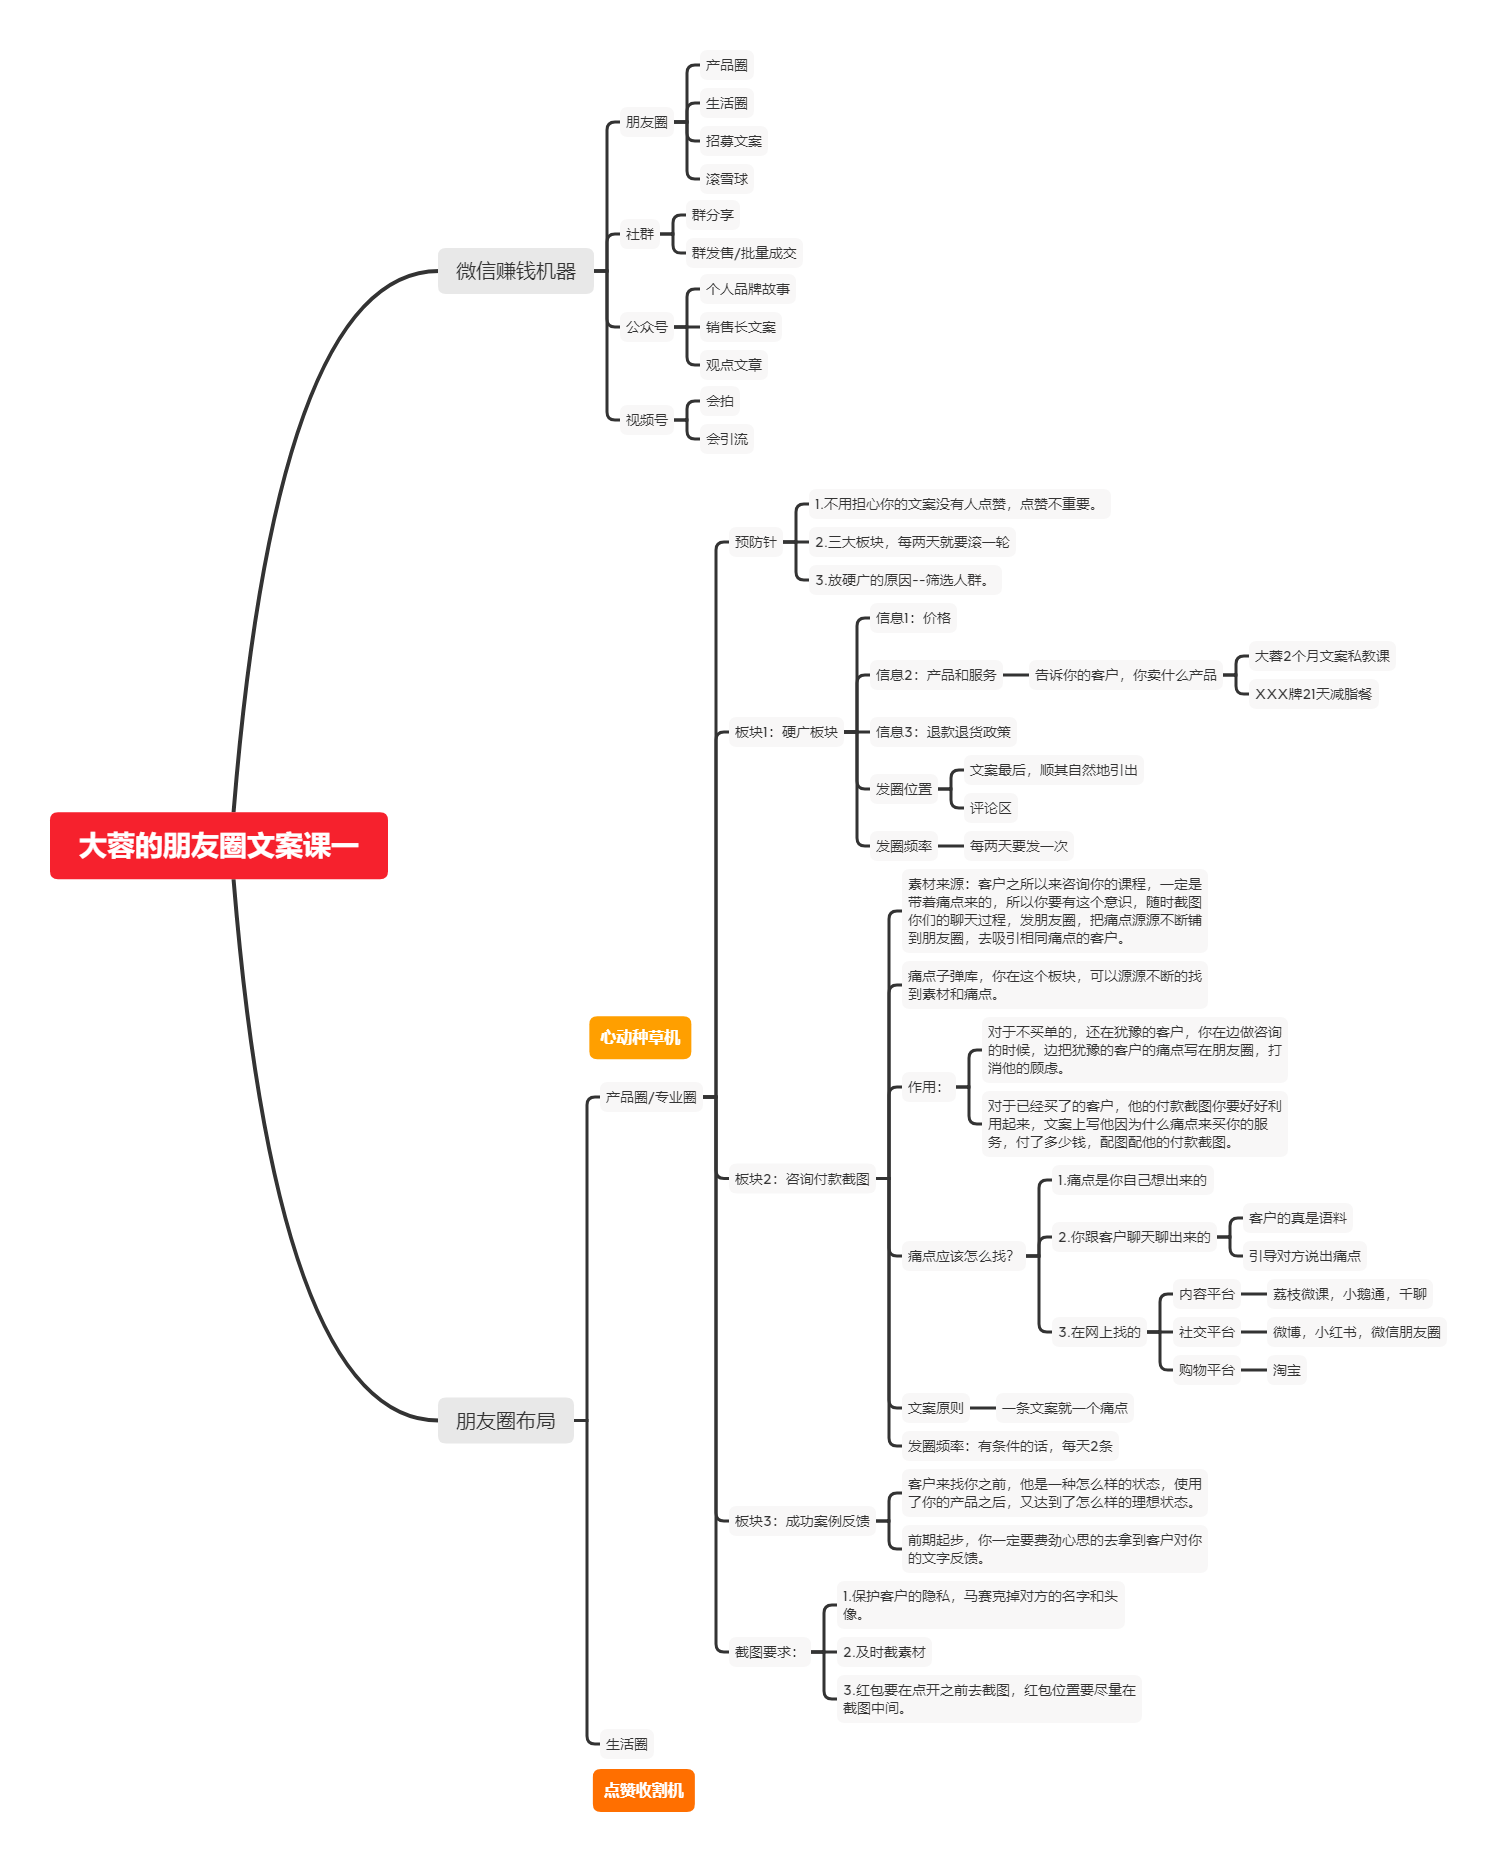 大蓉的朋友圈文案课一
微信赚钱机器
朋友圈
产品圈
生活圈
招募文案
滚雪球
社群
群分享
群发售/批量成交
公众号
个人品牌故事
销售长文案
观点文章
视频号
会拍
会引流
朋友圈布局
心动种草机
产品圈/专业圈
预防针
1.不用担心你的文案没有人点赞，点赞不重要。
2.三大板块，每两天就要滚一轮
3.放硬广的原因--筛选人群。
板块1：硬广板块
信息1：价格
信息2：产品和服务
告诉你的客户，你卖什么产品
大蓉2个月文案私教课
XXX牌21天减脂餐
信息3：退款退货政策
发圈位置
文案最后，顺其自然地引出
评论区
发圈频率
每两天要发一次
板块2：咨询付款截图
素材来源：客户之所以来咨询你的课程，一定是
带着痛点来的，所以你要有这个意识，随时截图
你们的聊天过程，发朋友圈，把痛点源源不断铺
到朋友圈，去吸引相同痛点的客户。
痛点子弹库，你在这个板块，可以源源不断的找
到素材和痛点。
作用：
对于不买单的，还在犹豫的客户，你在边做咨询
的时候，边把犹豫的客户的痛点写在朋友圈，打
消他的顾虑。
对于已经买了的客户，他的付款截图你要好好利
用起来，文案上写他因为什么痛点来买你的服
务，付了多少钱，配图配他的付款截图。
痛点应该怎么找？
1.痛点是你自己想出来的
2.你跟客户聊天聊出来的
客户的真是语料
引导对方说出痛点
3.在网上找的
内容平台
荔枝微课，小鹅通，千聊
社交平台
微博，小红书，微信朋友圈
购物平台
淘宝
文案原则
一条文案就一个痛点
发圈频率：有条件的话，每天2条
板块3：成功案例反馈
客户来找你之前，他是一种怎么样的状态，使用
了你的产品之后，又达到了怎么样的理想状态。
前期起步，你一定要费劲心思的去拿到客户对你
的文字反馈。
截图要求：
1.保护客户的隐私，马赛克掉对方的名字和头
像。
2.及时截素材
3.红包要在点开之前去截图，红包位置要尽量在
截图中间。
生活圈
点赞收割机